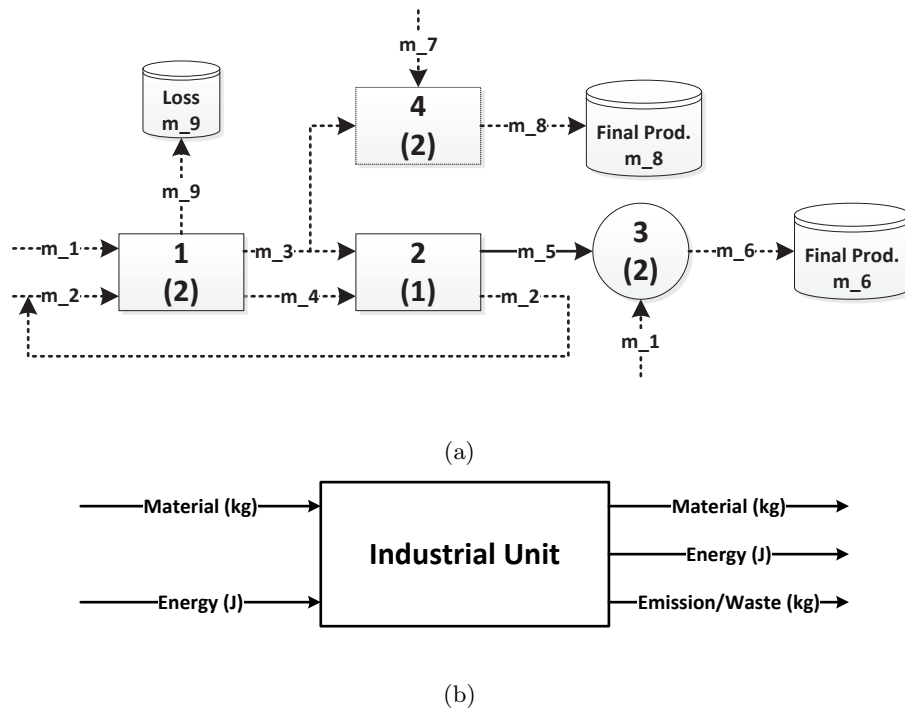 m_7
Loss
m_9
4
(2)
m_8
Final Prod.
m_8
m_9
m_1
1
(2)
m_3
2
(1)
m_5
3
(2)
m_6
Final Prod.
m_6
m_2
m_4
m_2
m_1
(a)
Material (kg)
Material (kg)
Industrial Unit
Energy (J)
Energy (J)
Emission/Waste (kg)
(b)